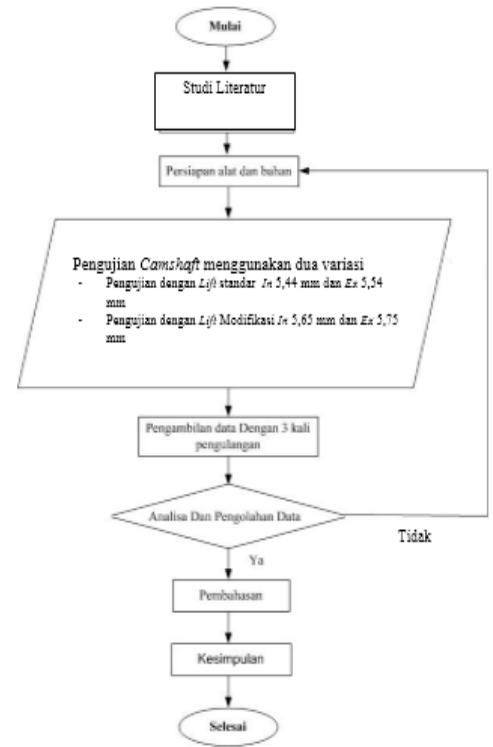 Mulai
Studi Literatur
Persiapan alat dan bahan
Pengujian Camshaft menggunakan dua variasi
- Pengujian dengan Lift standar In 5,44 mm dan Ex 5,54
mm
- Pengujian dengan Lift Modifikasi In 5,65 mm dan Ex 5,75
mm
Pengambilan data Dengan 3 kali
pengulangan
Analisa Dan Pengolahan Data
Tidak
Ya
Pembahasan
Kesimpulan
Selesai